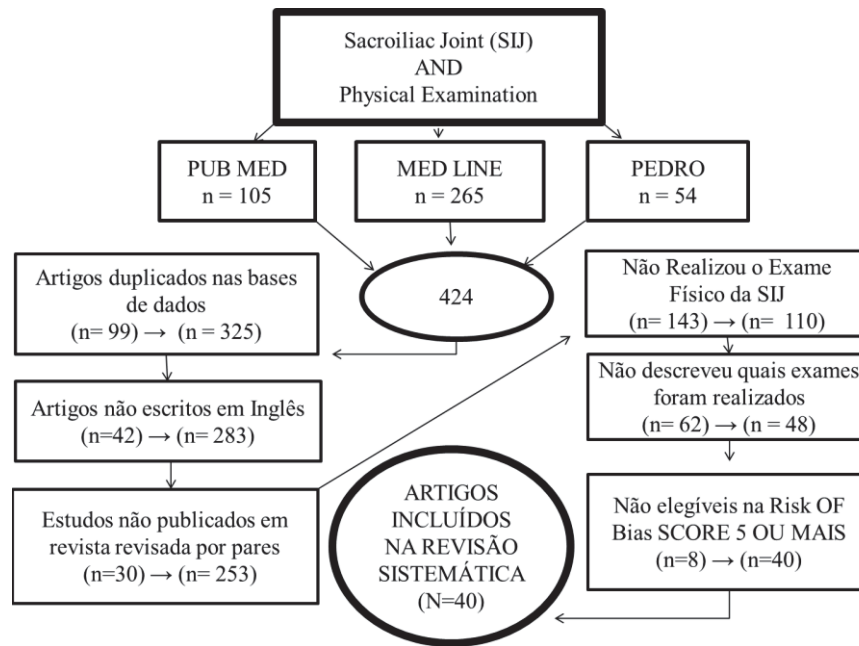 Sacroiliac Joint (SIJ)
AND
Physical Examination
PUB MED
n = 105
MED LINE
n = 265
PEDRO
n = 54
424
Artigos duplicados nas bases
de dados
(n= 99) → (n = 325)
Artigos não escritos em Inglês
(n=42) → (n= 283)
Estudos não publicados em
revista revisada por pares
(n=30) → (n= 253)
Não Realizou o Exame
Físico da SIJ
(n= 143) → (n= 110)
Não descreveu quais exames
foram realizados
(n= 62) → (n = 48)
Não elegíveis na Risk OF
Bias SCORE 5 OU MAIS
(n=8) → (n=40)
ARTIGOS
INCLUÍDOS
NA REVISÃO
SISTEMÁTICA
(N=40)